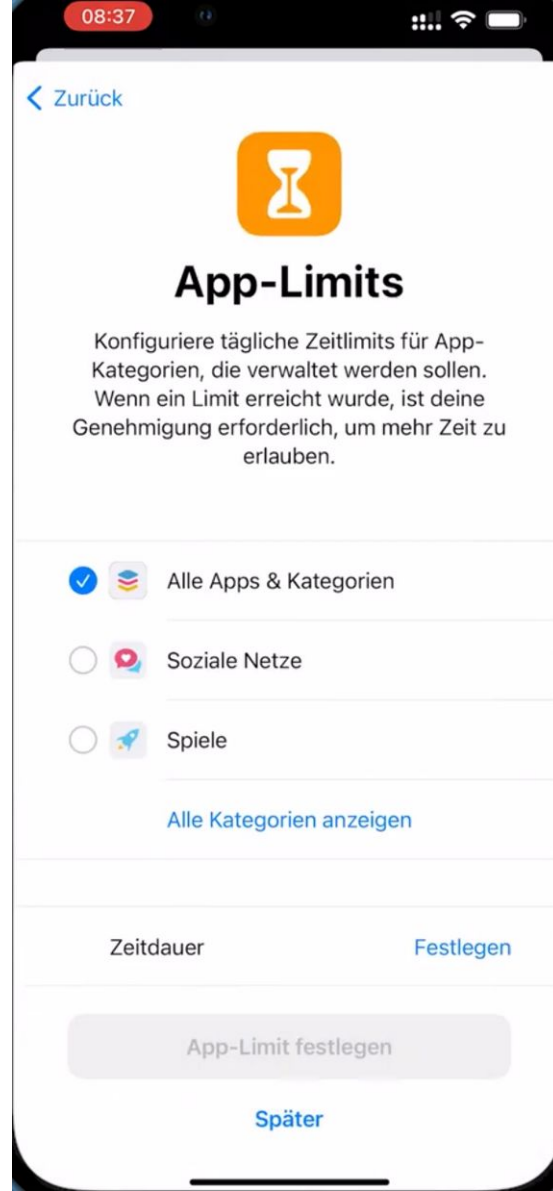 08:37
Zurück
App-Limits
Konfiguriere tägliche Zeitlimits für App-
Kategorien, die verwaltet werden sollen.
Wenn ein Limit erreicht wurde, ist deine
Genehmigung erforderlich, um mehr Zeit zu
erlauben.
Alle Apps & Kategorien
Soziale Netze
Spiele
Alle Kategorien anzeigen
Zeitdauer Festlegen
App-Limit festlegen
Später